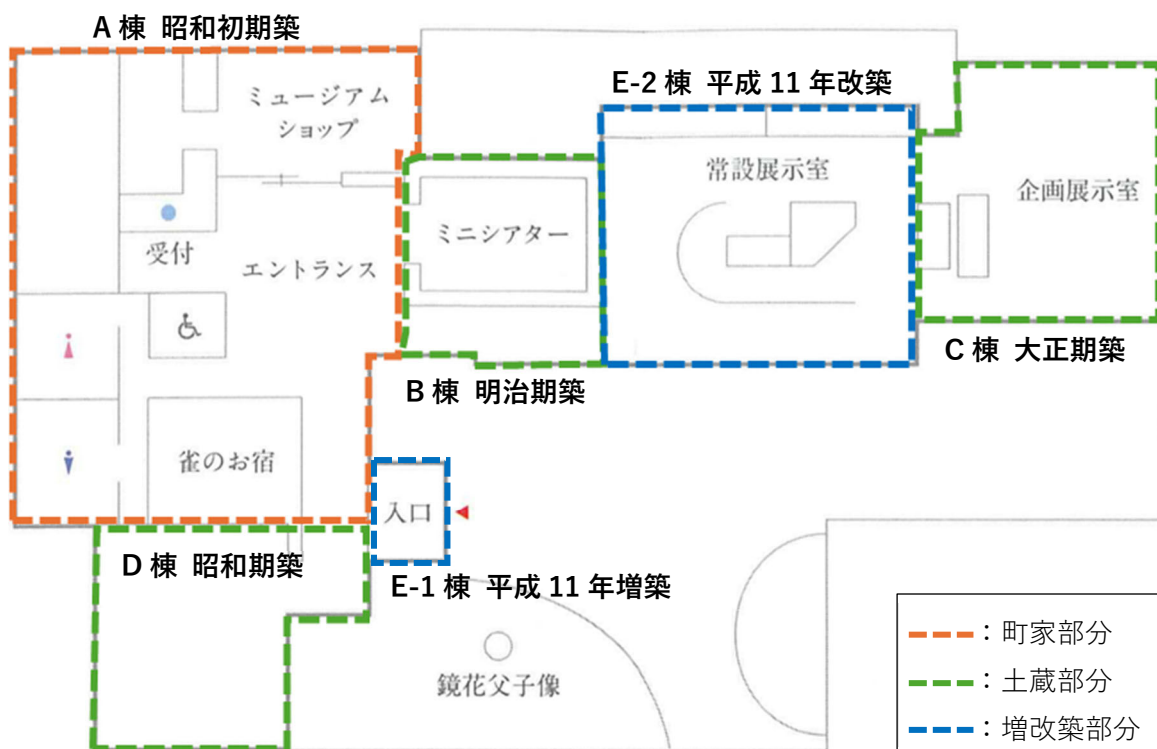 A 棟 昭和初期築
ミュージアム
ショップ
E-2 棟 平成 11 年改築
常設展示室
企画展示室
ミニシアター
受付
エントランス
C 棟 大正期築
B 棟 明治期築
雀のお宿
入口
D 棟 昭和期築
E-1 棟 平成 11 年増築
鏡花父子像
：町家部分
：土蔵部分
：増改築部分